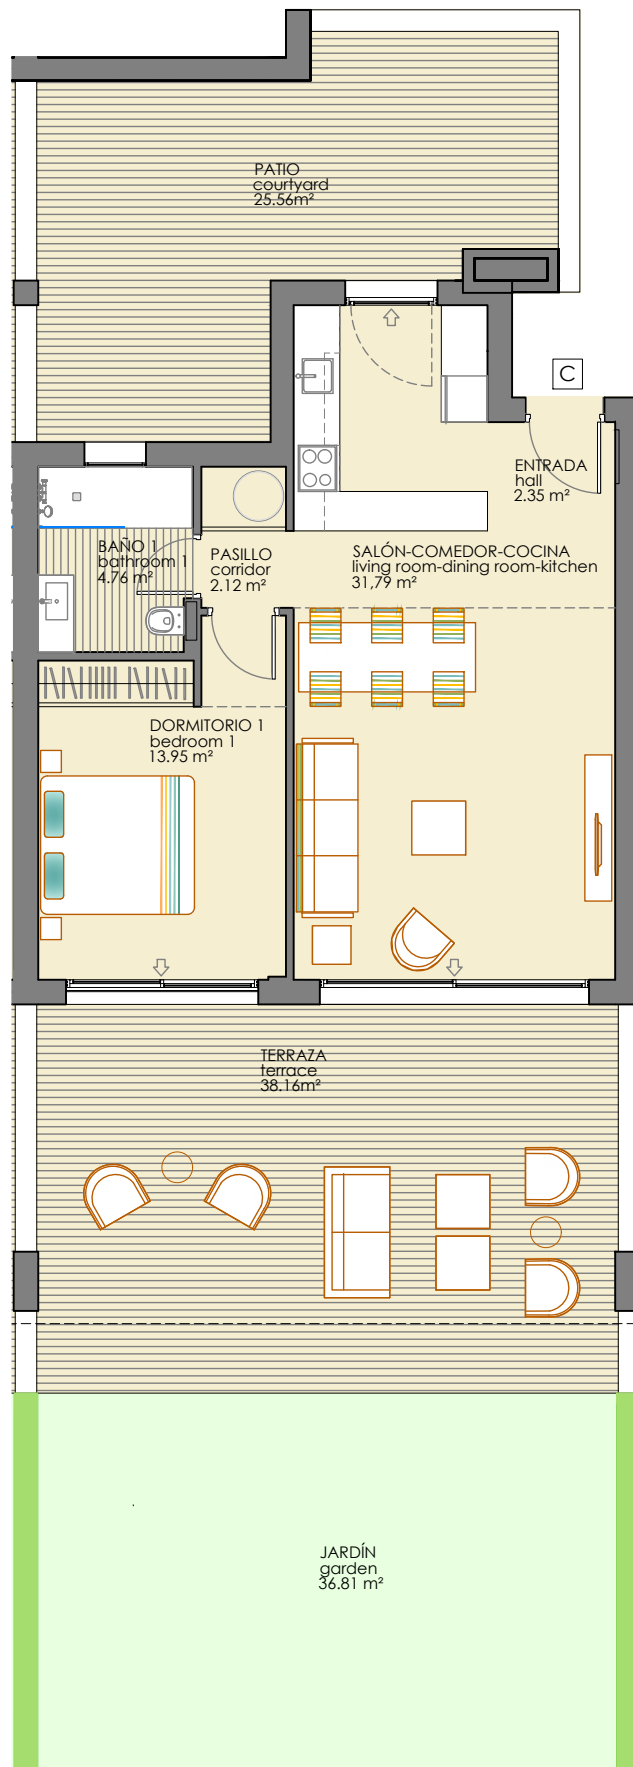 PATIO
courtyard
25.56m²
C
ENTRADA
hall
2.35 m²
BAÑO 1
bathroom 1
4.76 m²
PASILLO
corridor
2.12 m²
SALÓN-COMEDOR-COCINA
living room-dining room-kitchen
31,79 m²
DORMITORIO 1
bedroom 1
13.95 m²
TERRAZA
terrace
38.16m²
JARDÍN
garden
36.81 m²